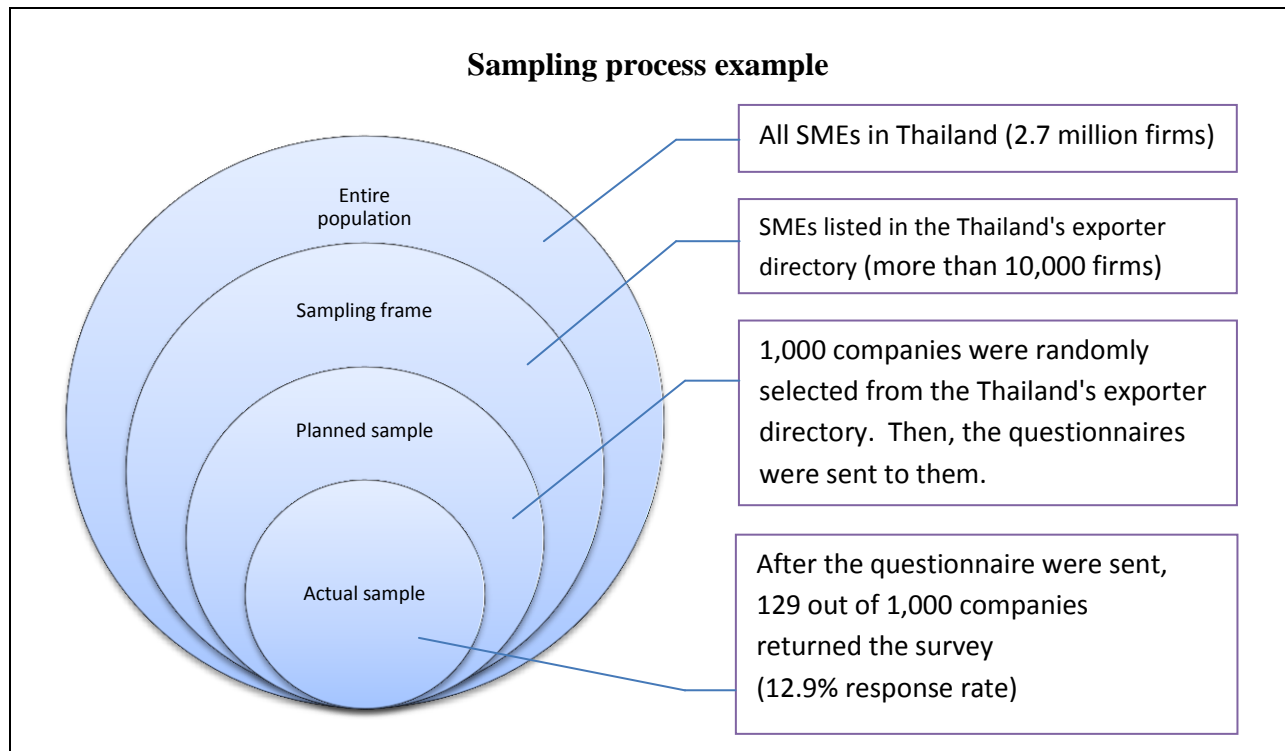 Sampling process example
Entire
population
All SMEs in Thailand (2.7 million firms)
Sampling frame
SMEs listed in the Thailand's exporter
directory (more than 10,000 firms)
Planned sample
1,000 companies were randomly
selected from the Thailand's exporter
directory.  Then, the questionnaires
were sent to them.
Actual sample
After the questionnaire were sent,
129 out of 1,000 companies
returned the survey
(12.9% response rate)